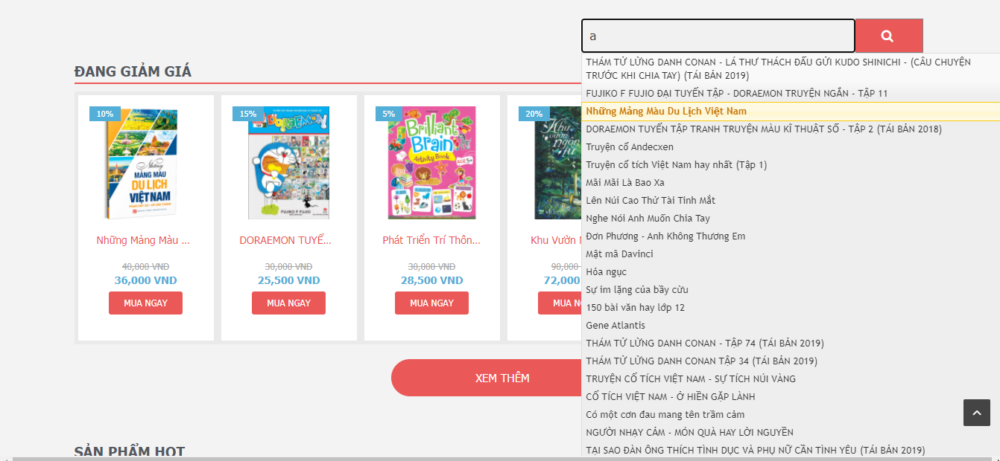 a
THÁM TỬ LỪNG DANH CONAN - LÁ THƯ THÁCH ĐẤU GỬI KUDO SHINICHI - (CÂU CHUYỆN
TRƯỚC KHI CHIA TAY) (TÁI BẢN 2019)
FUJIKO F FUJIO ĐẠI TUYỂN TẬP - DORAEMON TRUYỆN NGẮN - TẬP 11
Những Mảng Màu Du Lịch Việt Nam
DORAEMON TUYỂN TẬP TRANH TRUYỆN MÀU KĨ THUẬT SỐ - TẬP 2 (TÁI BẢN 2018)
Truyện cổ Andecxen
Truyện cổ tích Việt Nam hay nhất (Tập 1)
Mãi Mãi Là Bao Xa
Lên Núi Cao Thử Tài Tinh Mắt
Nghe Nói Anh Muốn Chia Tay
Đơn Phương - Anh Không Thương Em
Mật mã Davinci
Hỏa ngục
Sự im lặng của bầy cừu
150 bài văn hay lớp 12
Gene Atlantis
THÁM TỬ LỪNG DANH CONAN - TẬP 74 (TÁI BẢN 2019)
THÁM TỬ LỪNG DANH CONAN TẬP 34 (TÁI BẢN 2019)
TRUYỆN CỔ TÍCH VIỆT NAM - SỰ TÍCH NÚI VÀNG
CỔ TÍCH VIỆT NAM - Ở HIỀN GẶP LÀNH
Có một cơn đau mang tên trầm cảm
NGƯỜI NHẠY CẢM - MÓN QUÀ HAY LỜI NGUYỀN
TẠI SAO ĐÀN ÔNG THÍCH TÌNH DỤC VÀ PHỤ NỮ CẦN TÌNH YÊU (TÁI BẢN 2019)
ĐANG GIẢM GIÁ
10%
Những
MẢNG MÀU
DU LỊCH
VIỆT NAM
Những Mảng Màu ...
40,000 VND
36,000 VND
MUA NGAY
15%
DORAEMON
FUJIKO F FUJIO
DORAEMON TUYỂ...
30,000 VND
25,500 VND
MUA NGAY
5%
Brilliant
Brain
Activity Book
AGE 5+
Phát Triển Trí Thôn...
30,000 VND
28,500 VND
MUA NGAY
20%
Khu
vườn
ngôn
từ
Khu Vườn
90,000
72,000
MUA
XEM THÊM
SẢN PHẨM HOT